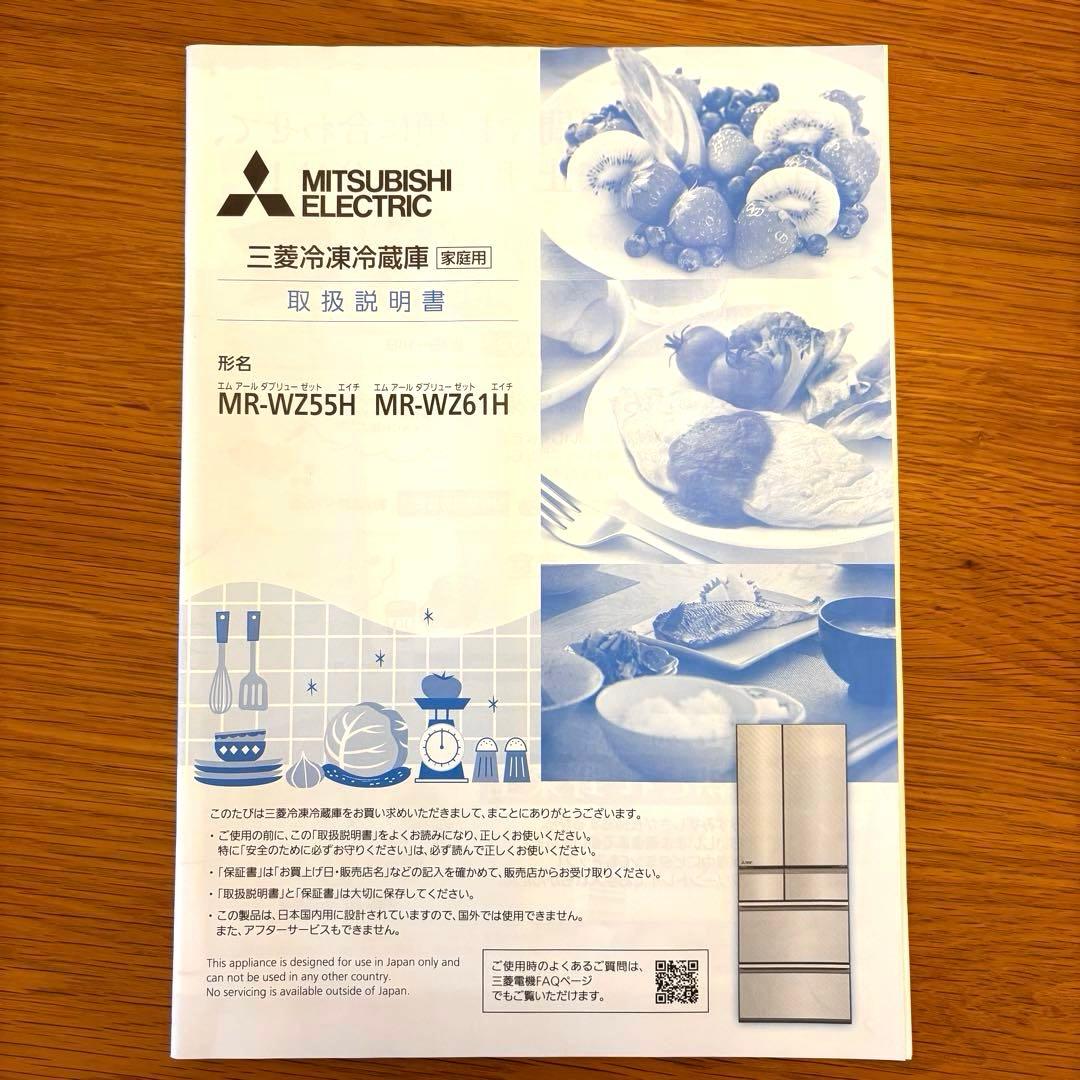 MITSUBISHI
ELECTRIC
三菱冷凍冷蔵庫 家庭用
取扱説明書
形名
エム アール ダブリュー ゼット エイチ エム アール ダブリュー ゼット エイチ
MR-WZ55H MR-WZ61H
このたびは三菱冷凍冷蔵庫をお買い求めいただきまして、まことにありがとうございます。
・ご使用の前に、この「取扱説明書」をよくお読みになり、正しくお使いください。
特に「安全のために必ずお守りください」は、必ず読んで正しくお使いください。
・「保証書」は「お買上げ日・販売店名」などの記入を確かめて、販売店からお受け取りください。
・「取扱説明書」と「保証書」は大切に保存してください。
・この製品は、日本国内用に設計されていますので、国外では使用できません。
また、アフターサービスもできません。
This appliance is designed for use in Japan only and
can not be used in any other country.
No servicing is available outside of Japan.
ご使用時のよくあるご質問は、
三菱電機FAQページ
でもご覧いただけます。